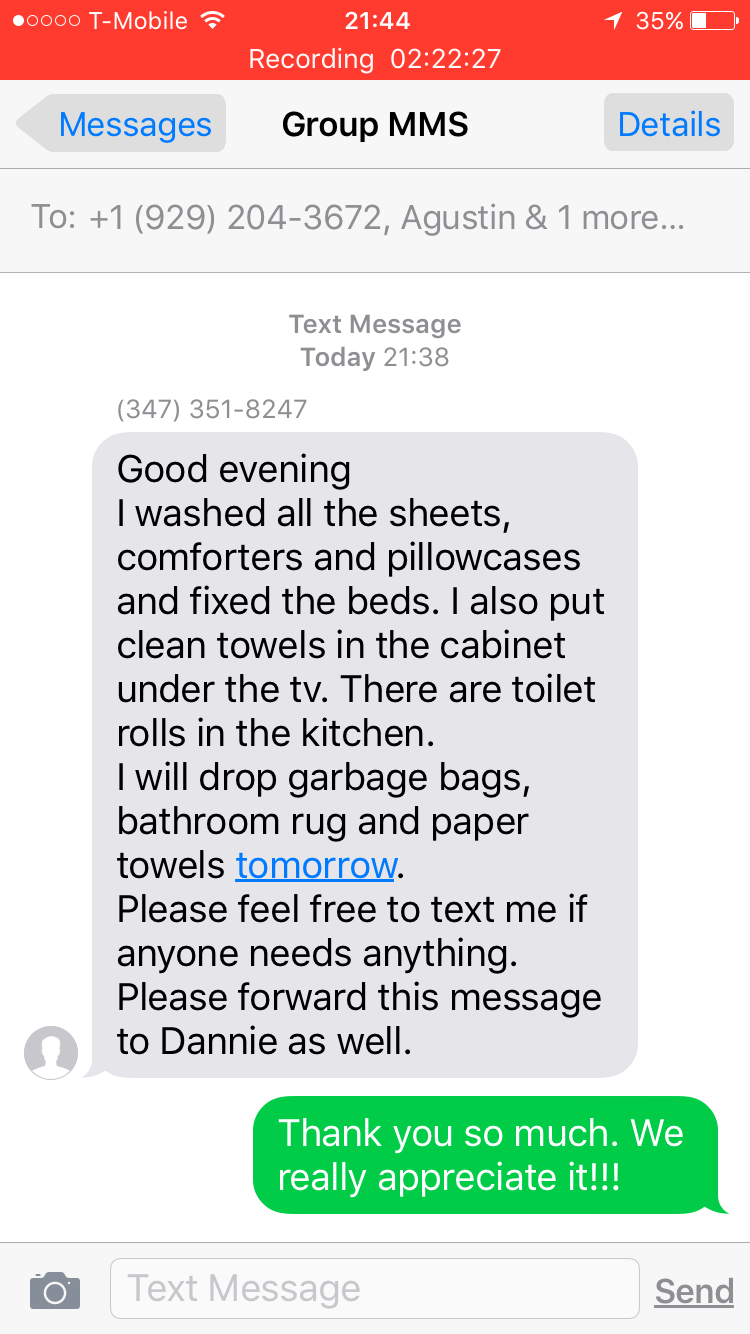 T-Mobile 21:44 35%
Recording 02:22:27
Messages Group MMS Details
To: +1 (929) 204-3672, Agustin & 1 more...
Text Message
Today 21:38
(347) 351-8247
Good evening
I washed all the sheets,
comforters and pillowcases
and fixed the beds. I also put
clean towels in the cabinet
under the tv. There are toilet
rolls in the kitchen.
I will drop garbage bags,
bathroom rug and paper
towels tomorrow.
Please feel free to text me if
anyone needs anything.
Please forward this message
to Dannie as well.
Thank you so much. We
really appreciate it!!!
Text Message Send